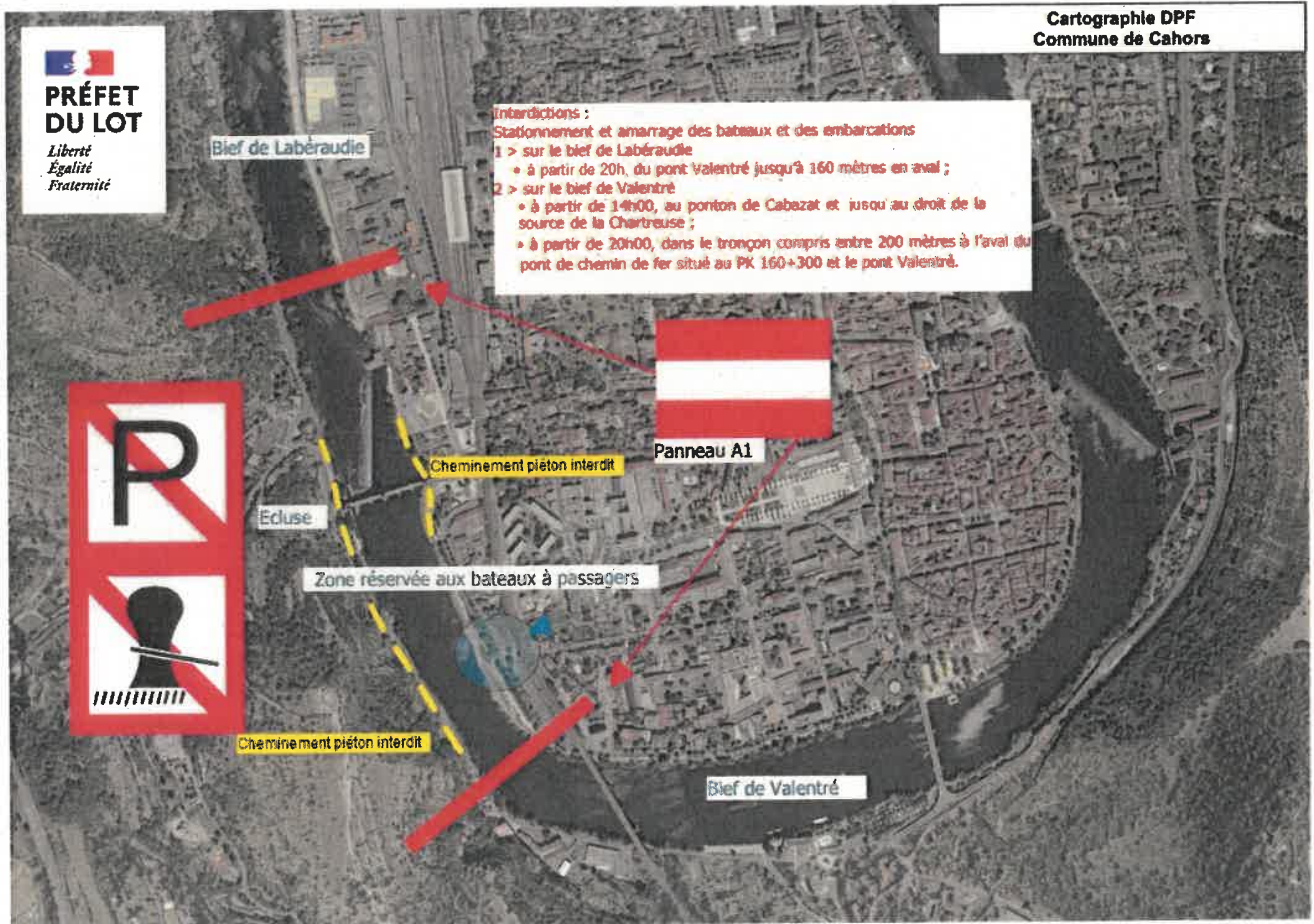 Cartographie DPF
Commune de Cahors
PRÉFET
DU LOT
Liberté
Égalité
Fraternité
Bief de Labéraudie
Interdictions :
Stationnement et amarrage des bateaux et des embarcations
1 > sur le bief de Labéraudie
• à partir de 20h, du pont Valentré jusqu'à 160 mètres en aval ;
2 > sur le bief de Valentré
• à partir de 14h00, au ponton de Cabazat et jusqu'au droit de la
source de la Chartreuse ;
• à partir de 20h00, dans le tronçon compris entre 200 mètres à l'aval du
pont de chemin de fer situé au PK 160+300 et le pont Valentré.
Panneau A1
P
Cheminement piéton interdit
Ecluse
Zone réservée aux bateaux à passagers
Cheminement piéton interdit
Bief de Valentré